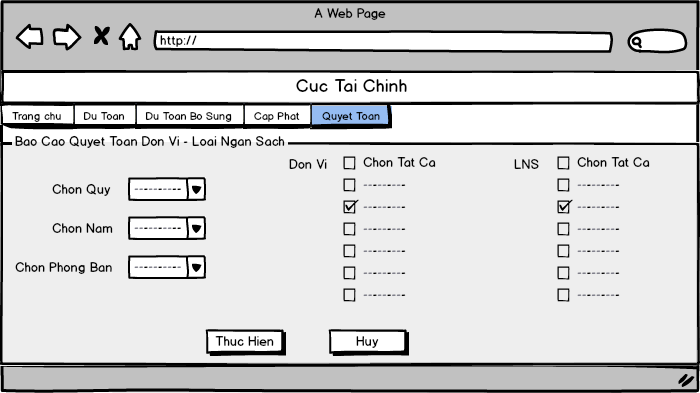 A Web Page
http://
Cuc Tai Chinh
Trang chu Du Toan Du Toan Bo Sung Cap Phat Quyet Toan
Bao Cao Quyet Toan Don Vi - Loai Ngan Sach
Don Vi Chon Tat Ca LNS Chon Tat Ca
Chon Quy
Chon Nam
Chon Phong Ban
Thuc Hien Huy